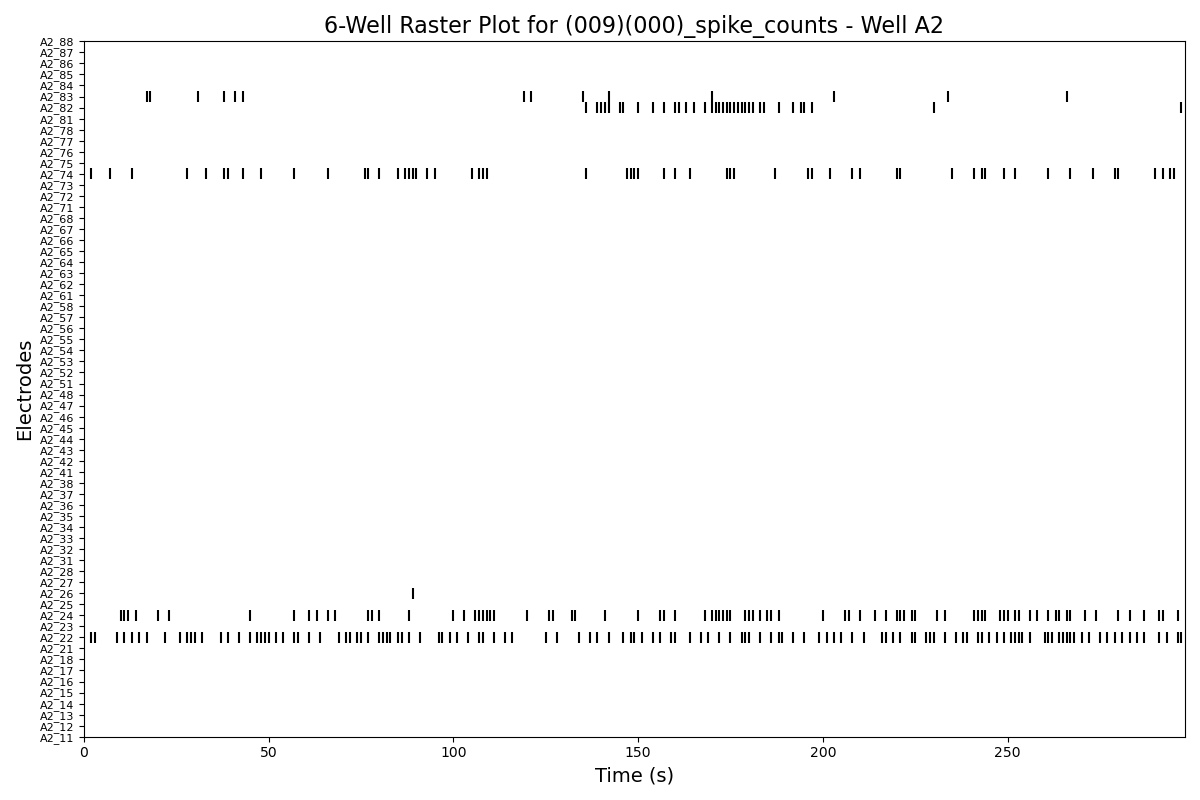 6-Well Raster Plot for (009)(000)_spike_counts - Well A2
A2_88
A2_87
A2_86
A2_85
A2_84
A2_83
A2_82
A2_81
A2_78
A2_77
A2_76
A2_75
A2_74
A2_73
A2_72
A2_71
A2_68
A2_67
A2_66
A2_65
A2_64
A2_63
A2_62
A2_61
A2_58
A2_57
A2_56
A2_55
A2_54
A2_53
A2_52
A2_51
A2_48
A2_47
A2_46
A2_45
A2_44
A2_43
A2_42
A2_41
A2_38
A2_37
A2_36
A2_35
A2_34
A2_33
A2_32
A2_31
A2_28
A2_27
A2_26
A2_25
A2_24
A2_23
A2_22
A2_21
A2_18
A2_17
A2_16
A2_15
A2_14
A2_13
A2_12
A2_11
Electrodes
0 50 100 150 200 250
Time (s)